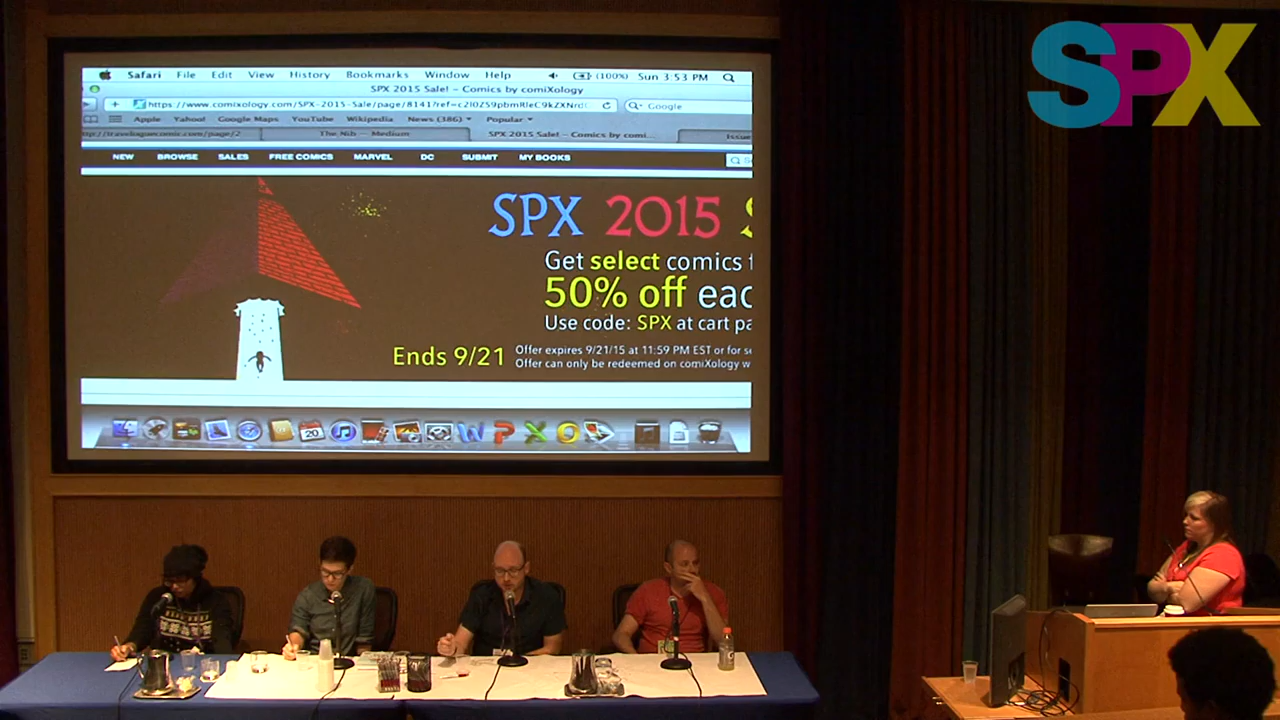 SPX
Safari File Edit View History Bookmarks Window Help (100%) Sun 3:53 PM
SPX 2015 Sale! – Comics by comiXology
Google
Apple Yahoo! Google Maps YouTube Wikipedia News (386) Popular
The Nib — Medium SPX 2015 Sale! – Comics by comi...
NEW BROWSE SALES FREE COMICS MARVEL DC SUBMIT MY BOOKS
SPX 2015
Get select comics
50% off eac
Use code: SPX at cart pa
Ends 9/21
Offer expires 9/21/15 at 11:59 PM EST or for se
Offer can only be redeemed on comiXology w
20